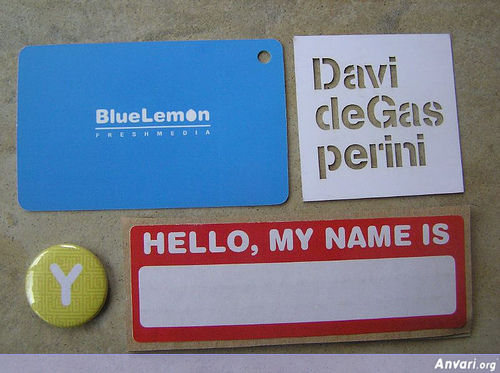 BlueLemon
FRESHMEDIA
Davi
deGas
perini
Y
HELLO, MY NAME IS
Anvari.org